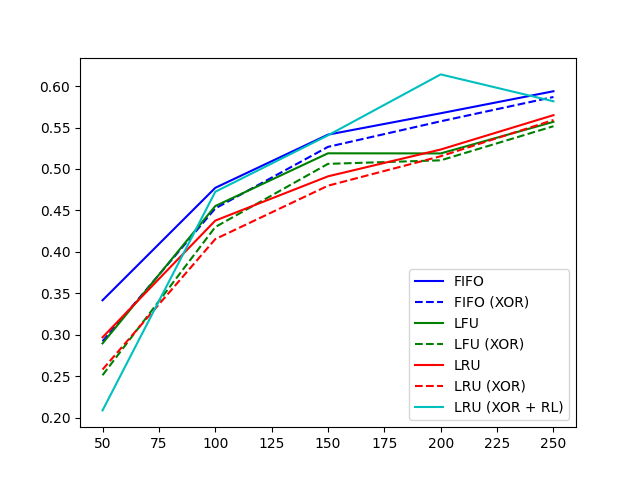 0.60
0.55
0.50
0.45
0.40
0.35
0.30
0.25
0.20
50 75 100 125 150 175 200 225 250
FIFO
FIFO (XOR)
LFU
LFU (XOR)
LRU
LRU (XOR)
LRU (XOR + RL)